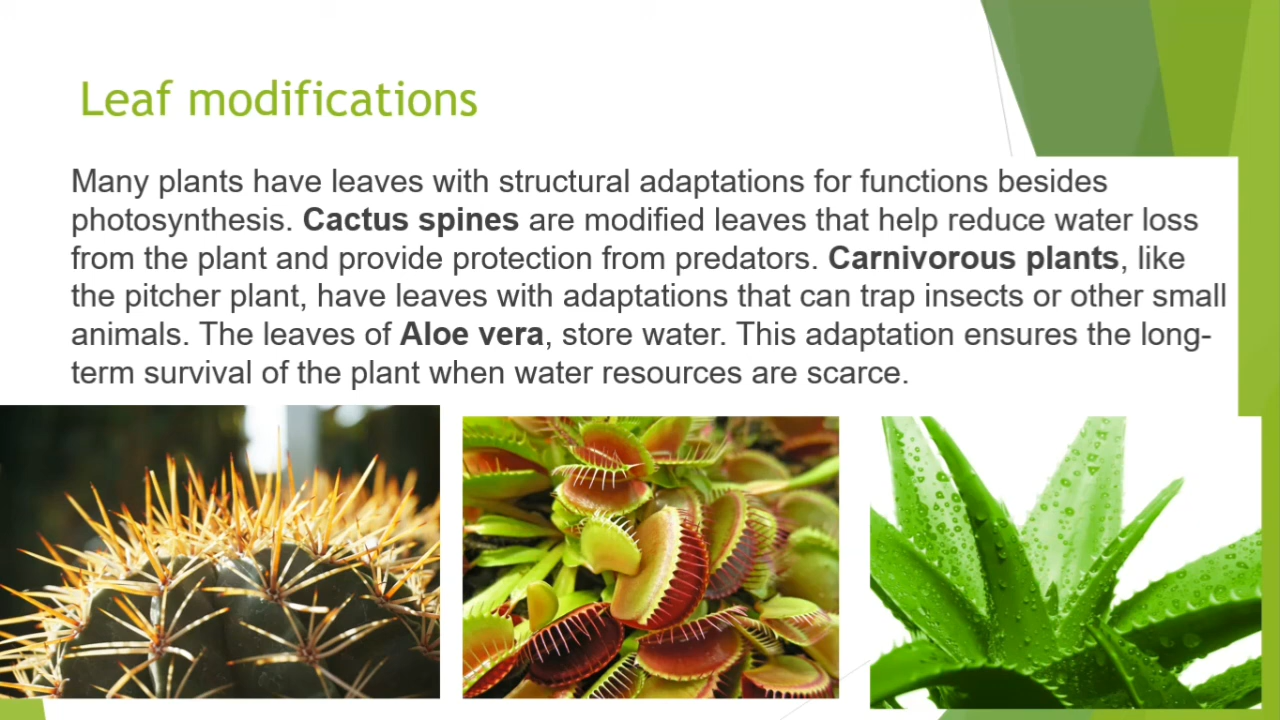 Leaf modifications
Many plants have leaves with structural adaptations for functions besides
photosynthesis. Cactus spines are modified leaves that help reduce water loss
from the plant and provide protection from predators. Carnivorous plants, like
the pitcher plant, have leaves with adaptations that can trap insects or other small
animals. The leaves of Aloe vera, store water. This adaptation ensures the long-
term survival of the plant when water resources are scarce.